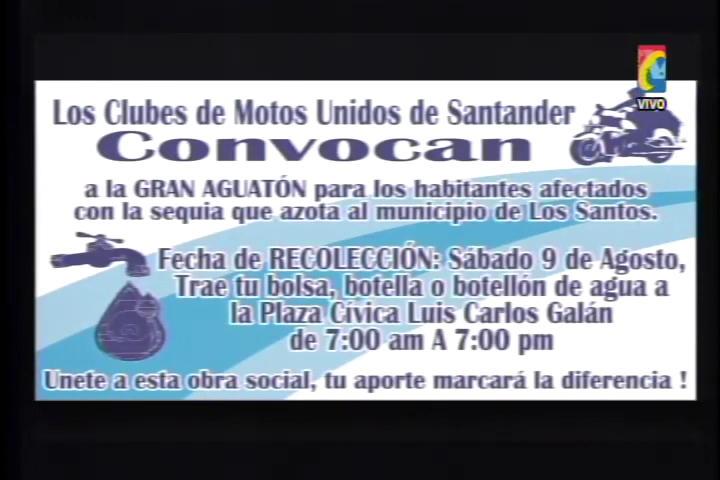 VIVO
Los Clubes de Motos Unidos de Santander
Convocan
a la GRAN AGUATÓN para los habitantes afectados
con la sequia que azota al municipio de Los Santos.
Fecha de RECOLECCIÓN: Sábado 9 de Agosto,
Trae tu bolsa, botella o botellón de agua a
la Plaza Cívica Luis Carlos Galán
de 7:00 am A 7:00 pm
Unete a esta obra social, tu aporte marcará la diferencia !